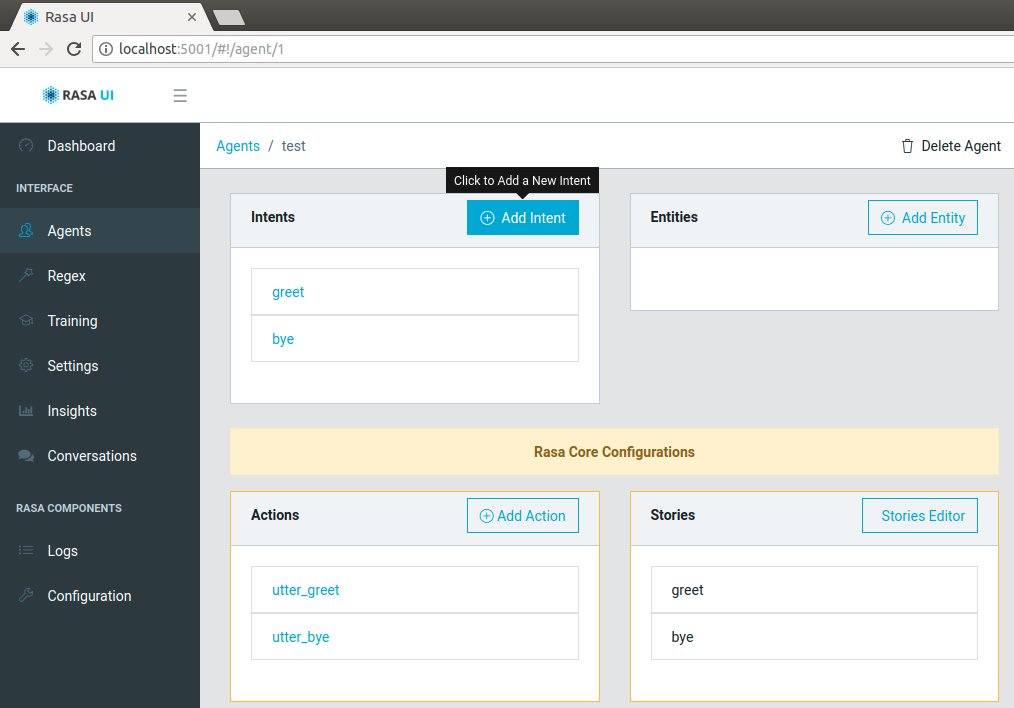 Rasa UI
localhost:5001/#!/agent/1
RASA UI
Dashboard
INTERFACE
Agents
Regex
Training
Settings
Insights
Conversations
RASA COMPONENTS
Logs
Configuration
Agents / test
Delete Agent
Click to Add a New Intent
Intents
Add Intent
greet
bye
Entities
Add Entity
Rasa Core Configurations
Actions
Add Action
utter_greet
utter_bye
Stories
Stories Editor
greet
bye